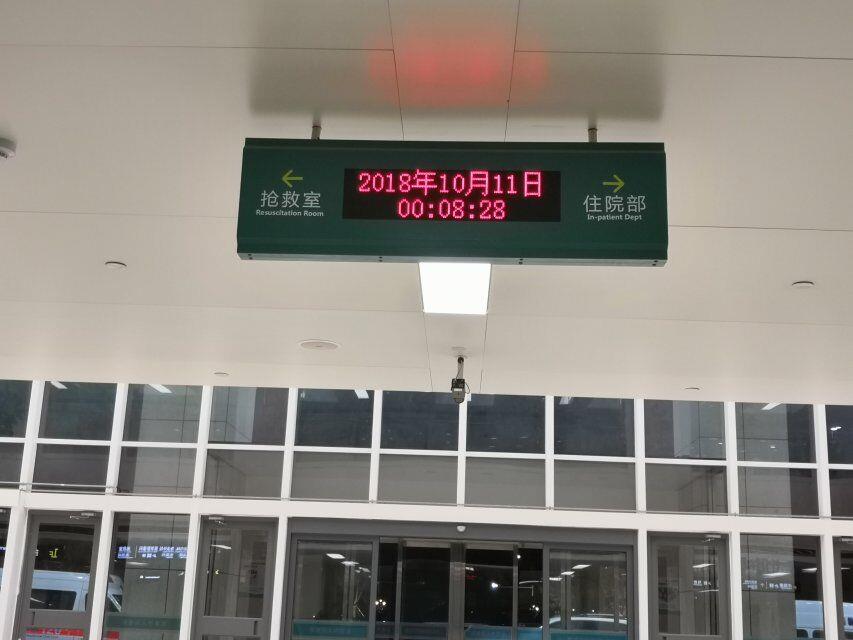 抢救室
Resuscitation Room
2018年10月11日
00:08:28
住院部
In-patient Dept